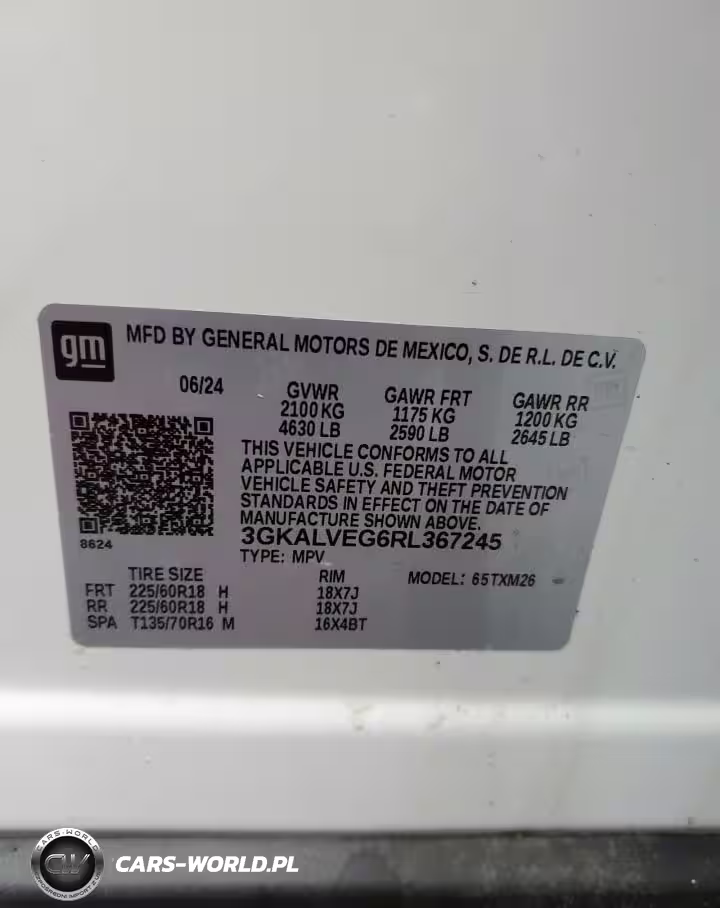 gm
MFD BY GENERAL MOTORS DE MEXICO, S. DE R.L. DE C.V.
06/24 GVWR GAWR FRT GAWR RR
2100 KG 1175 KG 1200 KG
4630 LB 2590 LB 2645 LB
THIS VEHICLE CONFORMS TO ALL
APPLICABLE U.S. FEDERAL MOTOR
VEHICLE SAFETY AND THEFT PREVENTION
STANDARDS IN EFFECT ON THE DATE OF
MANUFACTURE SHOWN ABOVE.
8624
3GKALVEG6RL367245
TYPE: MPV
TIRE SIZE RIM MODEL: 65TXM26
FRT 225/60R18 H 18X7J
RR 225/60R18 H 18X7J
SPA T135/70R16 M 16X4BT
CARS-WORLD
CW
CARS-WORLD.PL